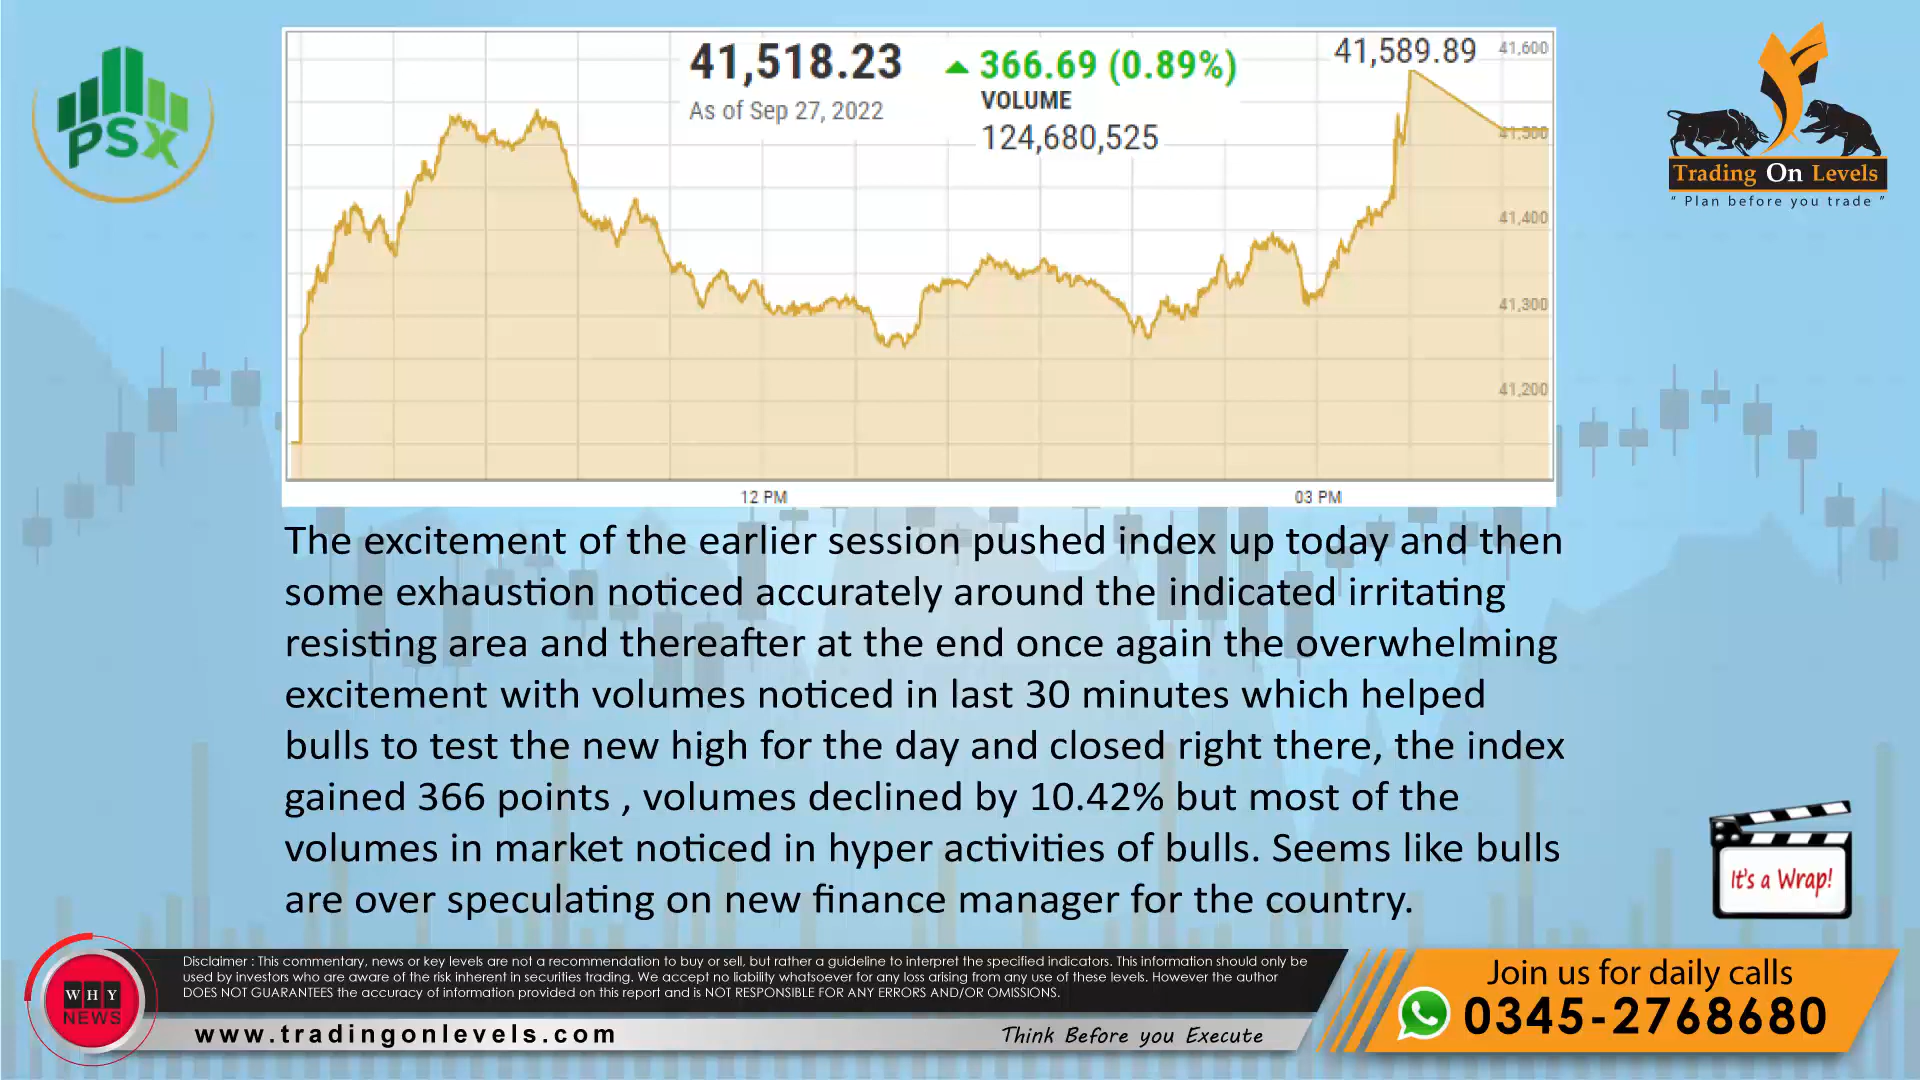 PSX
41,518.23
366.69 (0.89%)
As of Sep 27, 2022
VOLUME
124,680,525
41,589.89
41,600
41,500
41,400
41,300
41,200
12 PM
03 PM
Trading On Levels
" Plan before you trade "
The excitement of the earlier session pushed index up today and then
some exhaustion noticed accurately around the indicated irritating
resisting area and thereafter at the end once again the overwhelming
excitement with volumes noticed in last 30 minutes which helped
bulls to test the new high for the day and closed right there, the index
gained 366 points , volumes declined by 10.42% but most of the
volumes in market noticed in hyper activities of bulls. Seems like bulls
are over speculating on new finance manager for the country.
It's a Wrap!
WHY
NEWS
Disclaimer : This commentary, news or key levels are not a recommendation to buy or sell, but rather a guideline to interpret the specified indicators. This information should only be
used by investors who are aware of the risk inherent in securities trading. We accept no liability whatsoever for any loss arising from any use of these levels. However the author
DOES NOT GUARANTEES the accuracy of information provided on this report and is NOT RESPONSIBLE FOR ANY ERRORS AND/OR OMISSIONS.
www.tradingonlevels.com
Think Before you Execute
Join us for daily calls
0345-2768680